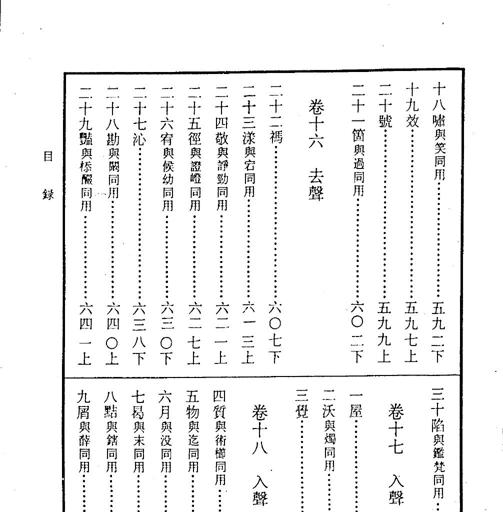 十八嘯與笑同用……五九二下
十九效……五九七上
二十號……五九九上
二十一箇與過同用……六〇二下
卷十六 去聲
二十二禡……六〇七下
二十三漾與宕同用……六一三上
二十四敬與諍勁同用……六二一上
二十五徑與證嶝同用……六二七上
二十六宥與候幼同用……六三〇下
二十七沁……六三八下
二十八勘與闞同用……六四〇上
二十九豔與㮇釅同用……六四一上
三十陷與鑑梵同用……
卷十七 入聲
一屋……
二沃與燭同用……
三覺……
卷十八 入聲
四質與術櫛同用……
五物與迄同用……
六月與没同用……
七曷與末同用……
八黠與鎋同用……
九屑與薛同用……
目錄